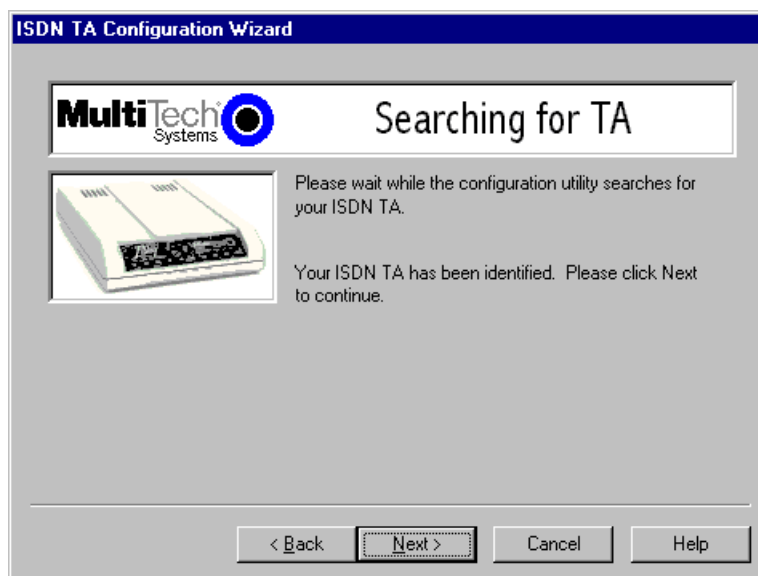 ISDN TA Configuration Wizard
MultiTech
Systems
Searching for TA
Please wait while the configuration utility searches for
your ISDN TA.
Your ISDN TA has been identified. Please click Next
to continue.
< Back
Next >
Cancel
Help